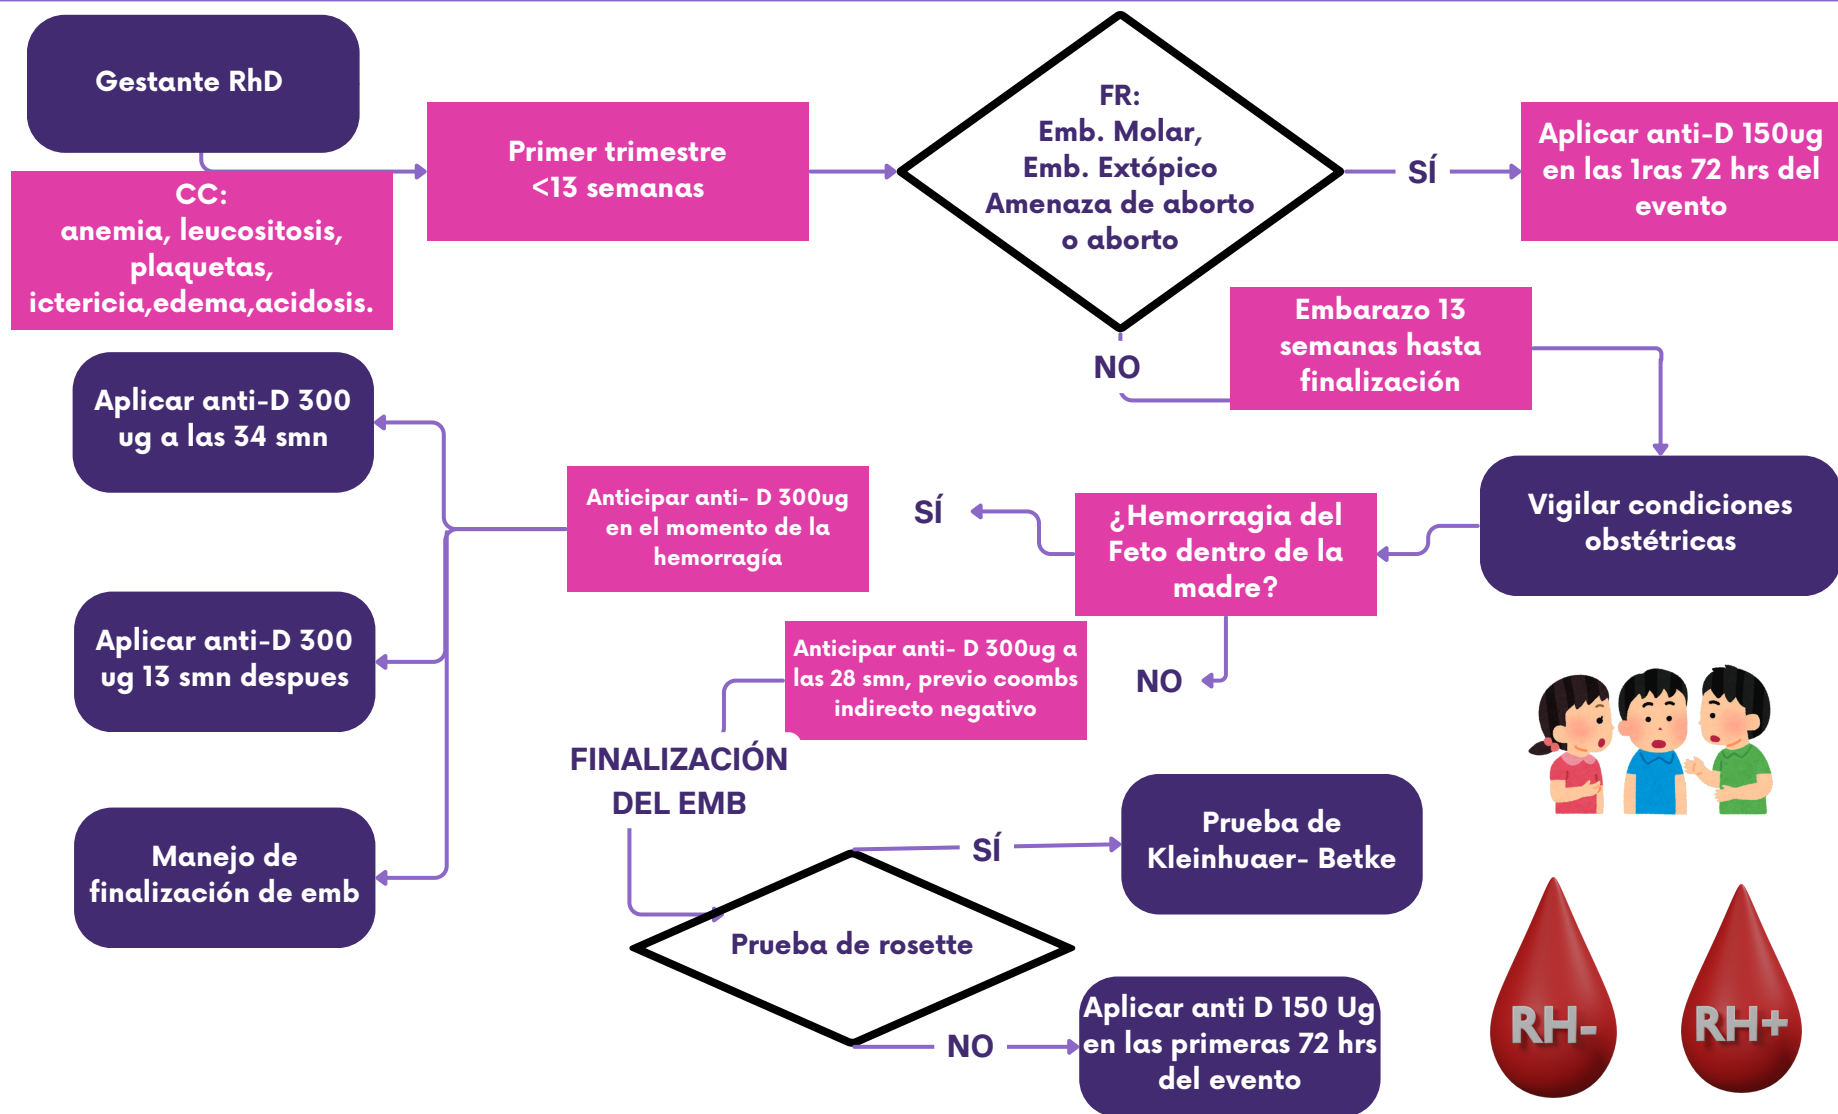 Gestante RhD
CC:
anemia, leucositosis,
plaquetas,
ictericia,edema,acidosis.
Primer trimestre
<13 semanas
FR:
Emb. Molar,
Emb. Extópico
Amenaza de aborto
o aborto
SÍ
Aplicar anti-D 150ug
en las 1ras 72 hrs del
evento
NO
Embarazo 13
semanas hasta
finalización
Vigilar condiciones
obstétricas
¿Hemorragia del
Feto dentro de la
madre?
SÍ
Anticipar anti- D 300ug
en el momento de la
hemorragía
Aplicar anti-D 300
ug a las 34 smn
Aplicar anti-D 300
ug 13 smn despues
Manejo de
finalización de emb
NO
Anticipar anti- D 300ug a
las 28 smn, previo coombs
indirecto negativo
FINALIZACIÓN
DEL EMB
Prueba de rosette
SÍ
Prueba de
Kleinhuaer- Betke
NO
Aplicar anti D 150 Ug
en las primeras 72 hrs
del evento
RH-
RH+